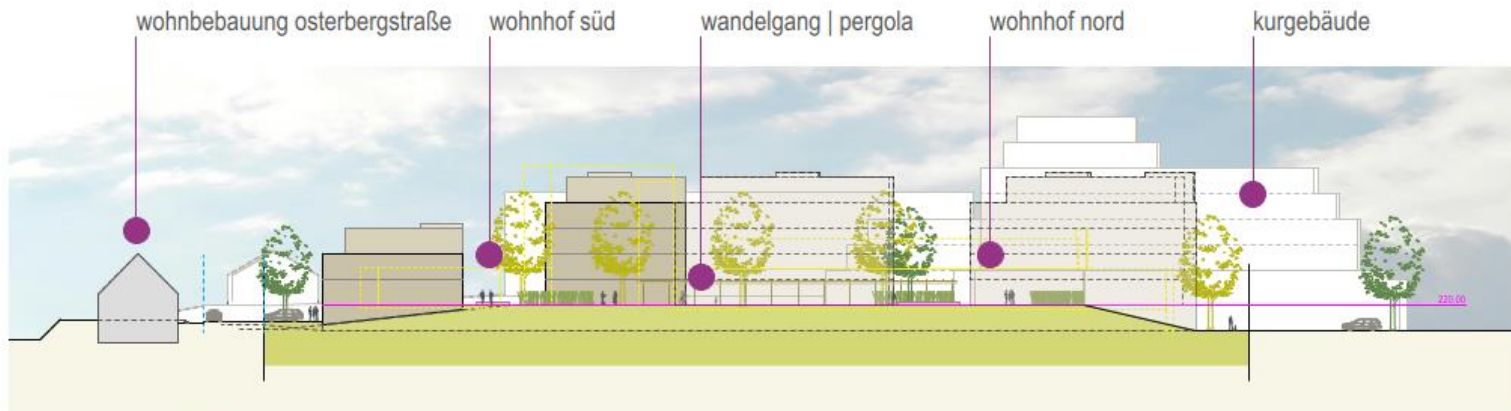 wohnbebauung osterbergstraße
wohnhof süd
wandelgang | pergola
wohnhof nord
kurgebäude
220.00